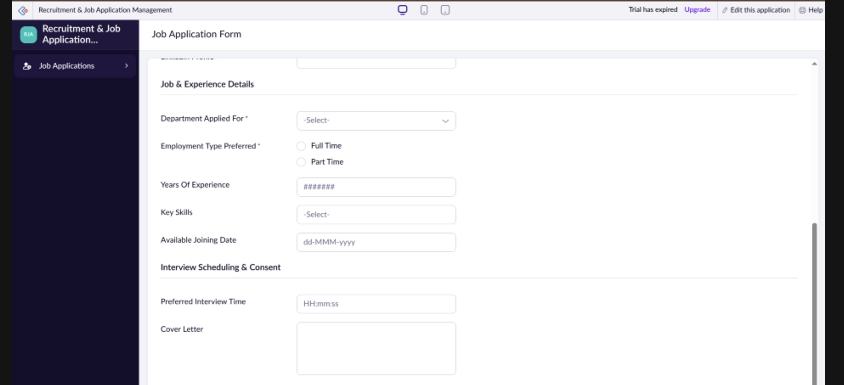 Recruitment & Job Application Management
Trial has expired Upgrade Edit this application Help
RJA
Recruitment & Job
Application...
Job Applications
Job Application Form
LinkedIn Profile
Job & Experience Details
Department Applied For *
-Select-
Employment Type Preferred *
Full Time
Part Time
Years Of Experience
#######
Key Skills
-Select-
Available Joining Date
dd-MMM-yyyy
Interview Scheduling & Consent
Preferred Interview Time
HH:mm:ss
Cover Letter